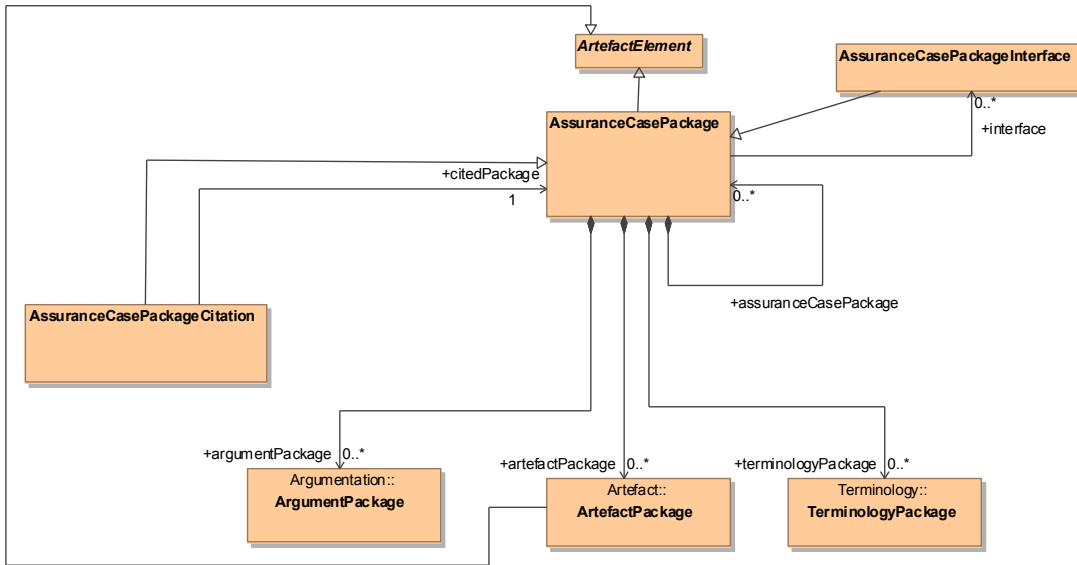 ArtefactElement
AssuranceCasePackageInterface
0..*
+interface
AssuranceCasePackage
+citedPackage
1
0..*
+assuranceCasePackage
AssuranceCasePackageCitation
+argumentPackage 0..*
+artefactPackage 0..*
+terminologyPackage 0..*
Argumentation::
ArgumentPackage
Artefact::
ArtefactPackage
Terminology::
TerminologyPackage